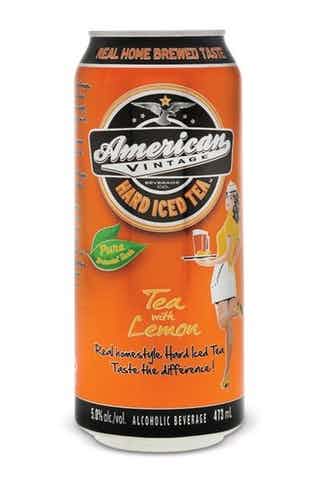 REAL HOME BREWED TASTE
American
VINTAGE
BEVERAGE
CO.
HARD ICED TEA
Pure
Tea
with
Lemon
Real homestyle Hard Iced Tea
Taste the difference!
5.0% alc./vol. ALCOHOLIC BEVERAGE 473 mL